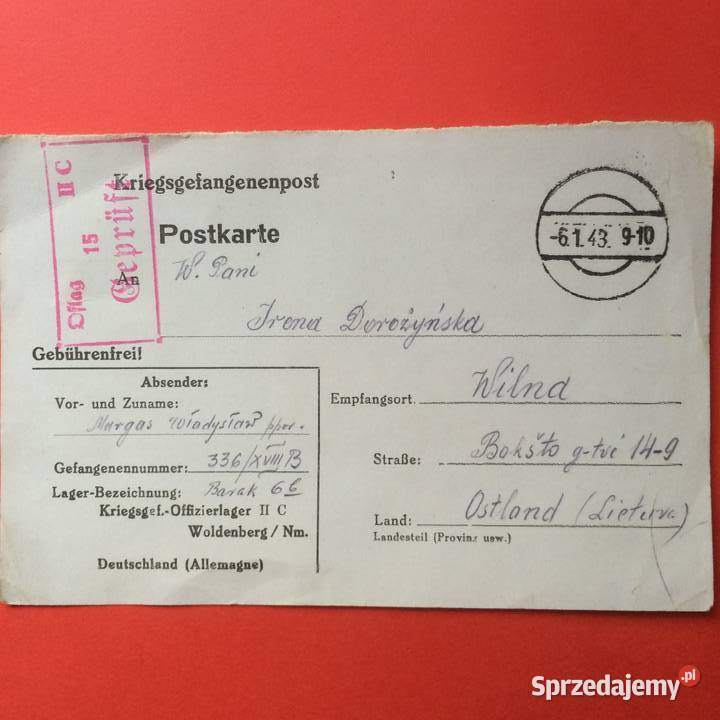 Oflag 15 II C
Geprüft
Kriegsgefangenenpost
Postkarte
-6.1.43. 9-10
An W. Pani
Irena Dorożyńska
Gebührenfrei!
Absender:
Vor- und Zuname:
Murgas Władysław ppor.
Gefangenennummer: 336/XVIII B
Lager-Bezeichnung: Barak 6c
Kriegsgef.-Offizierlager II C
Woldenberg / Nm.
Deutschland (Allemagne)
Empfangsort Wilna
Straße: Bokšto g-tvė 14-9
Land: Ostland (Lietuva)
Landesteil (Provinz usw.)
Sprzedajemy.pl